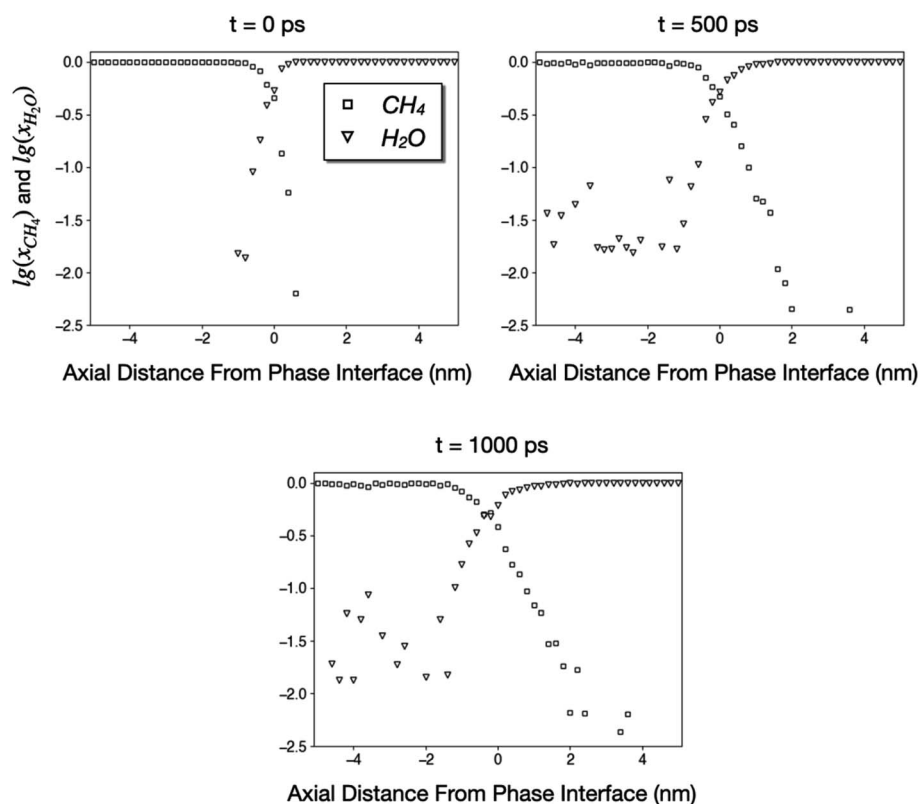 t = 0 ps
lg(x_{CH_4}) and lg(x_{H_2O})
0.0
−0.5
−1.0
−1.5
−2.0
−2.5
CH₄
H₂O
−4 −2 0 2 4
Axial Distance From Phase Interface (nm)
t = 500 ps
0.0
−0.5
−1.0
−1.5
−2.0
−2.5
−4 −2 0 2 4
Axial Distance From Phase Interface (nm)
t = 1000 ps
0.0
−0.5
−1.0
−1.5
−2.0
−2.5
−4 −2 0 2 4
Axial Distance From Phase Interface (nm)